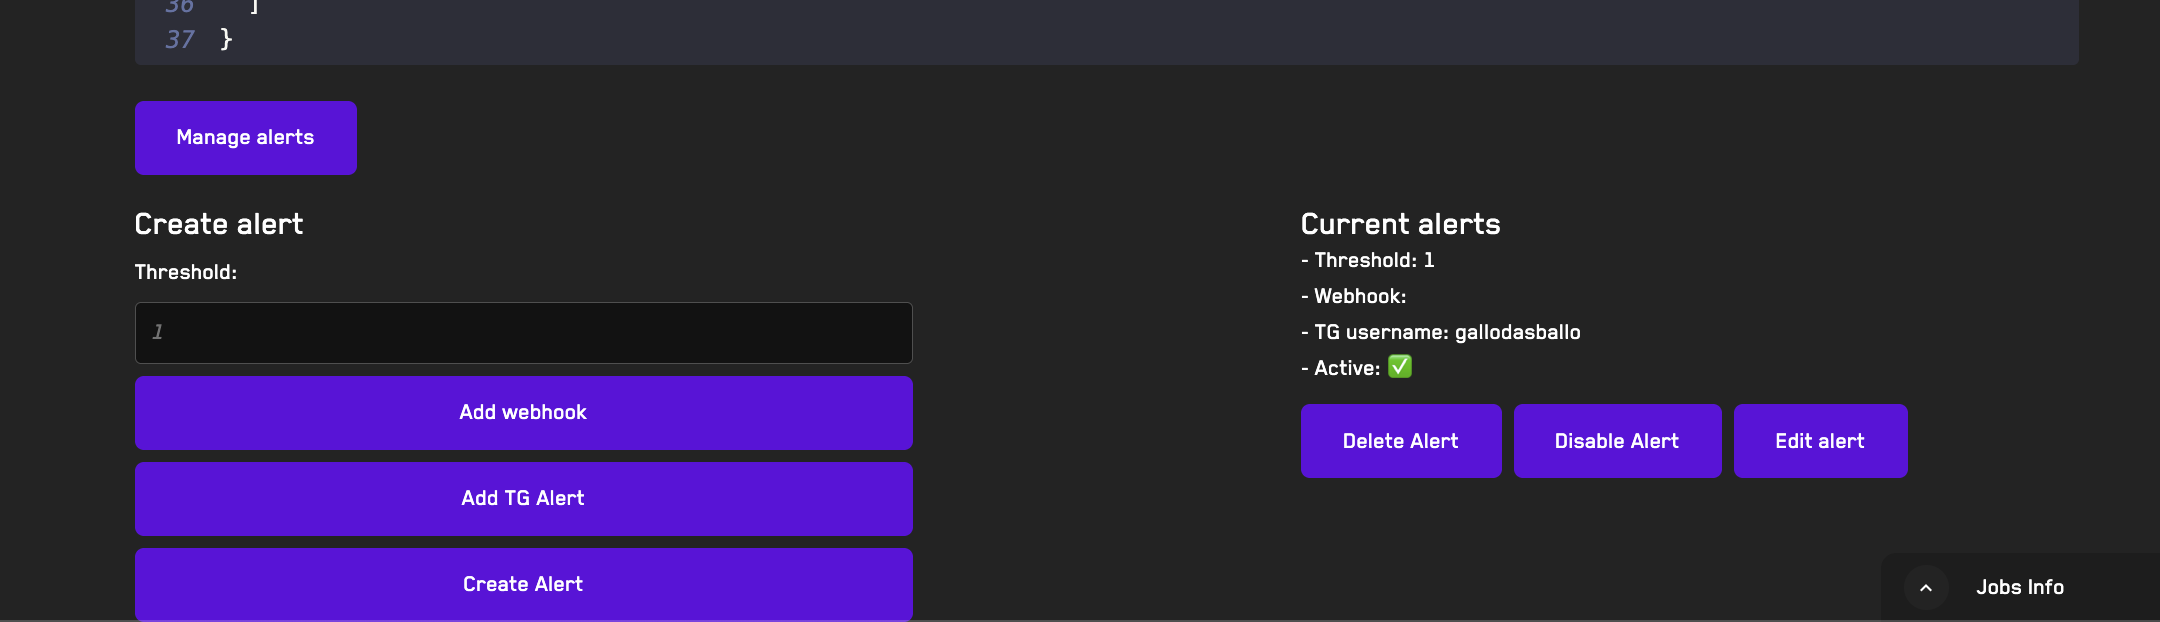 36 ]
37 }
Manage alerts
Create alert
Threshold:
1
Add webhook
Add TG Alert
Create Alert
Current alerts
- Threshold: 1
- Webhook:
- TG username: gallodasballo
- Active: ✅
Delete Alert
Disable Alert
Edit alert
Jobs Info